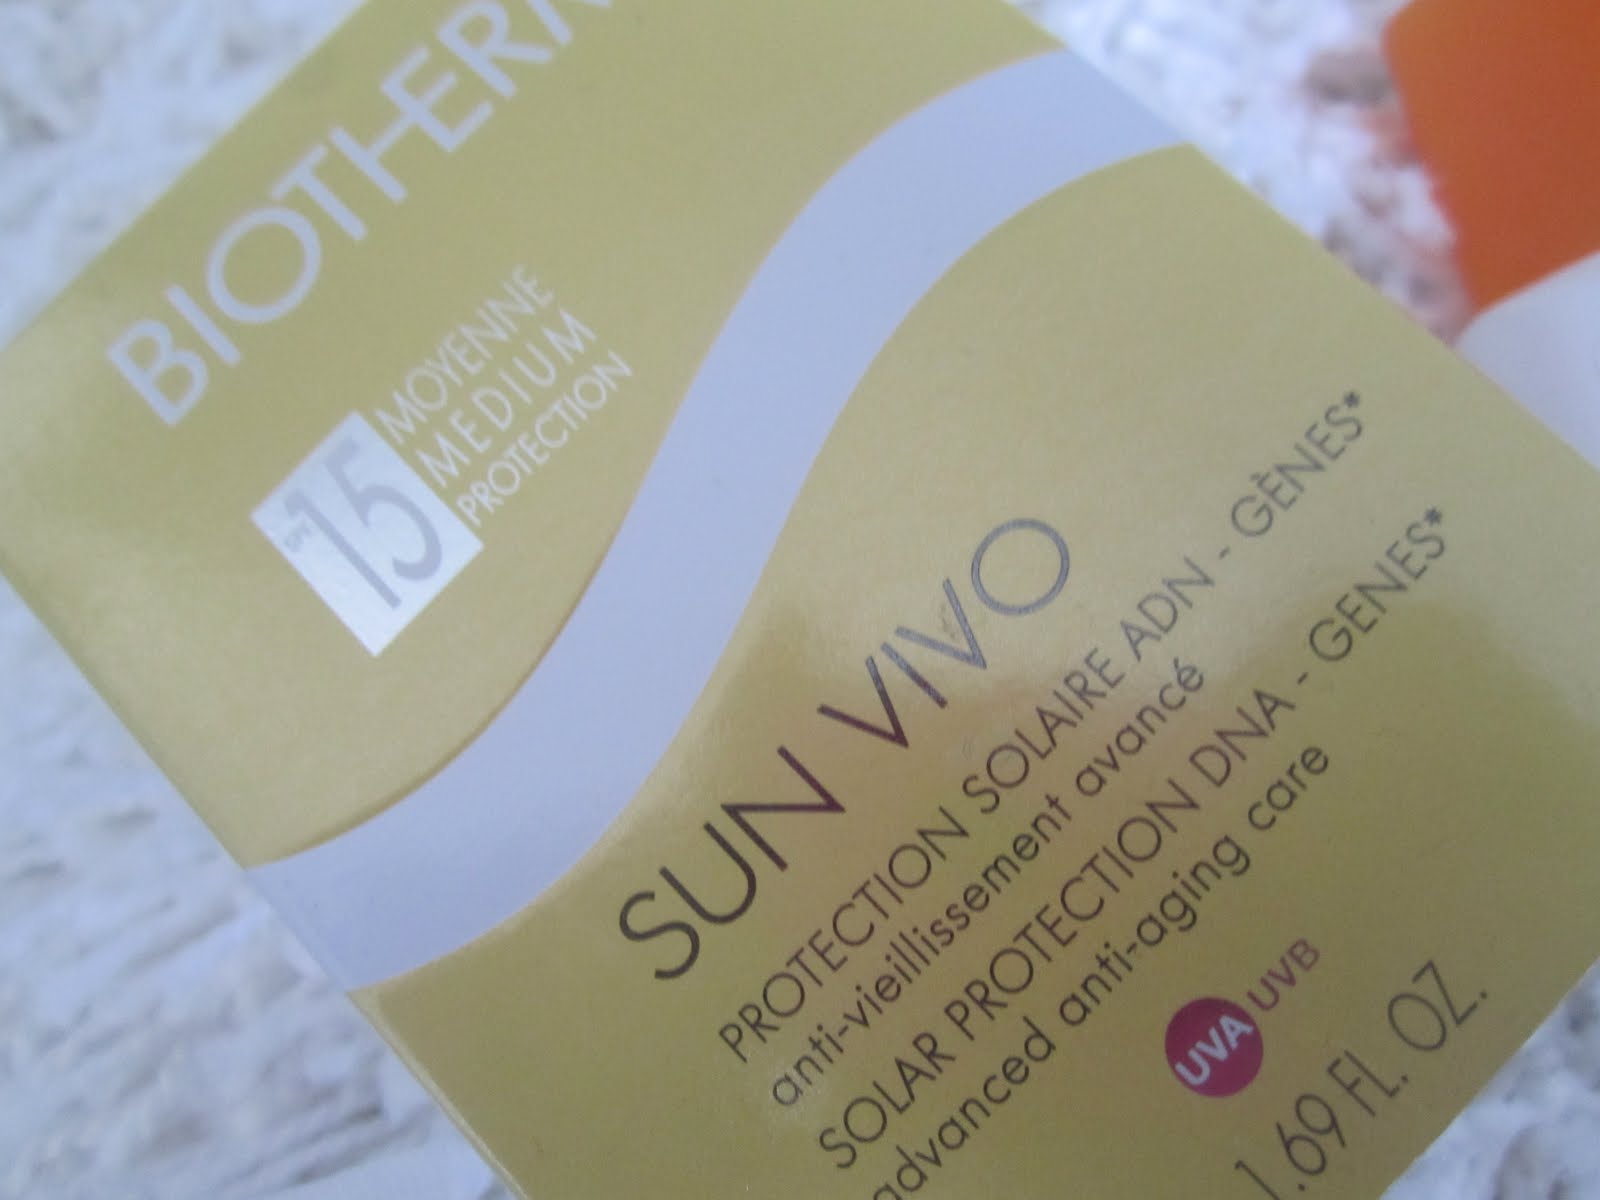 BIOTHERM
SPF 15
MOYENNE
MEDIUM
PROTECTION
SUN VIVO
PROTECTION SOLAIRE ADN - GÈNES*
anti-vieillissement avancé
SOLAR PROTECTION DNA - GENES*
advanced anti-aging care
UVA UVB
1.69 FL. OZ.